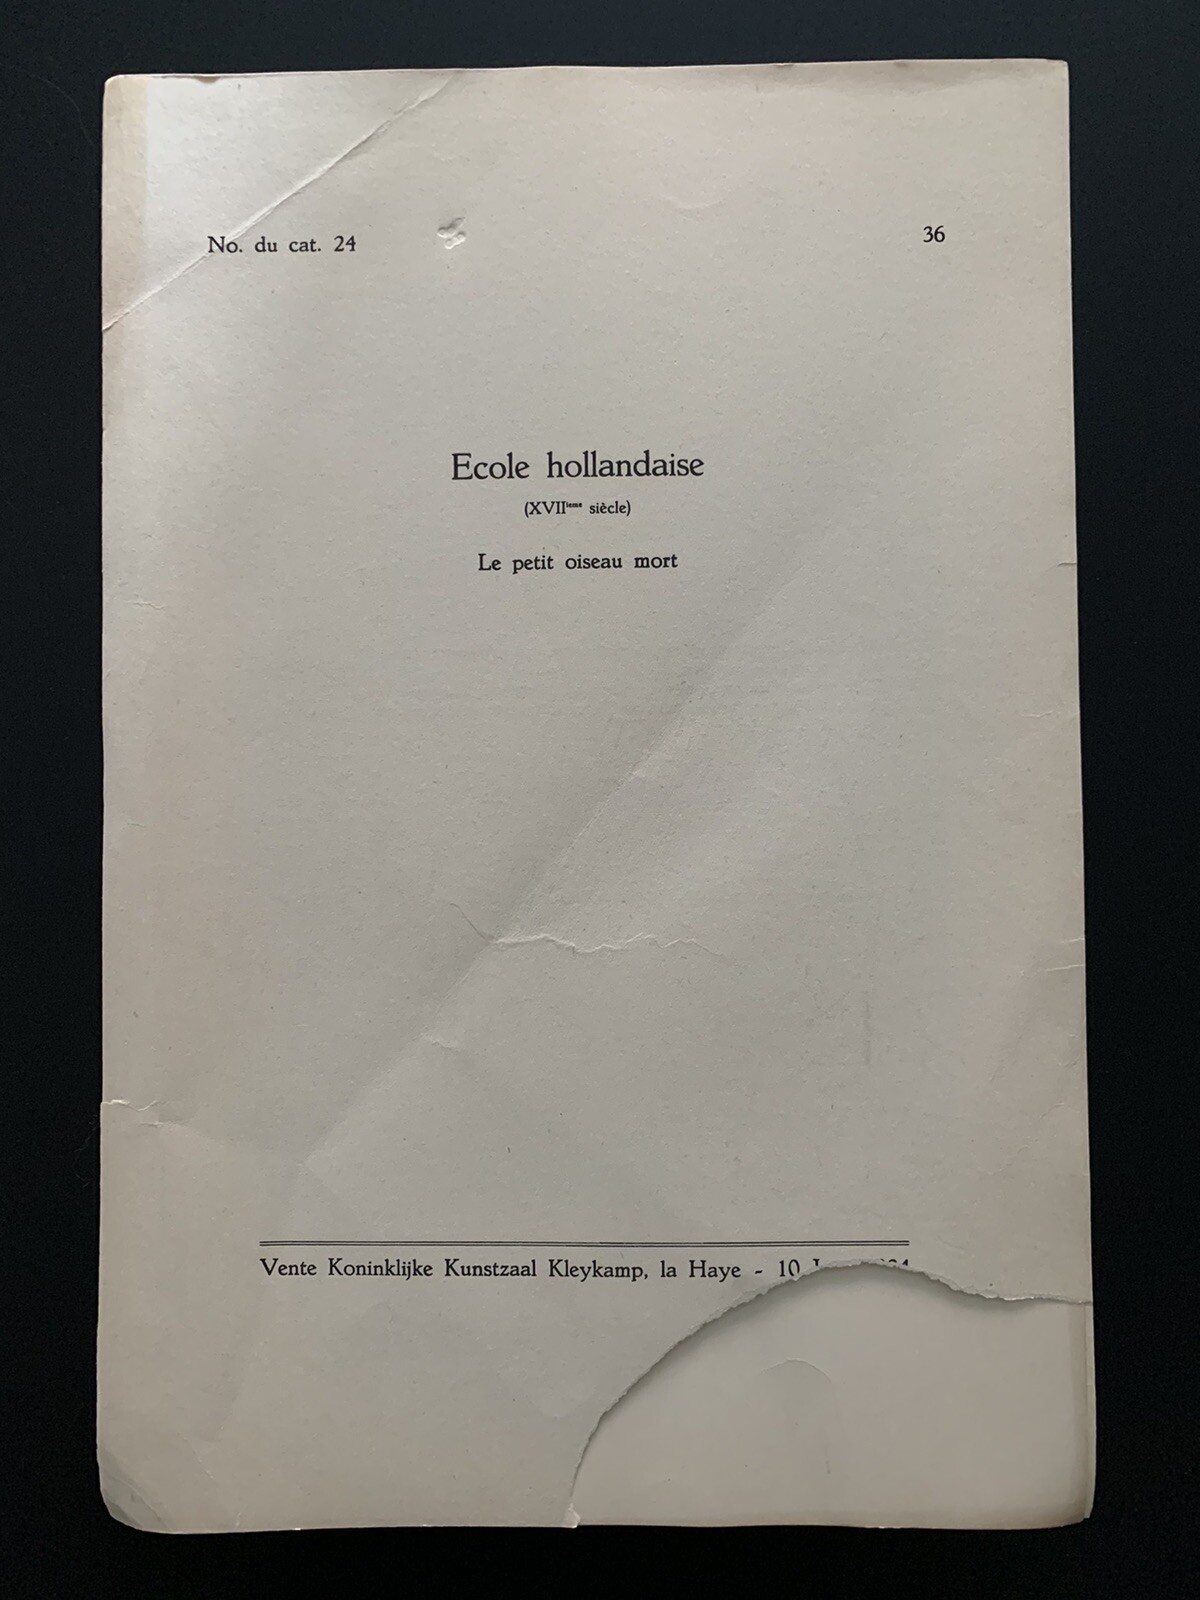 No. du cat. 24
36
Ecole hollandaise
(XVIIieme siècle)
Le petit oiseau mort
Vente Koninklijke Kunstzaal Kleykamp, la Haye - 10